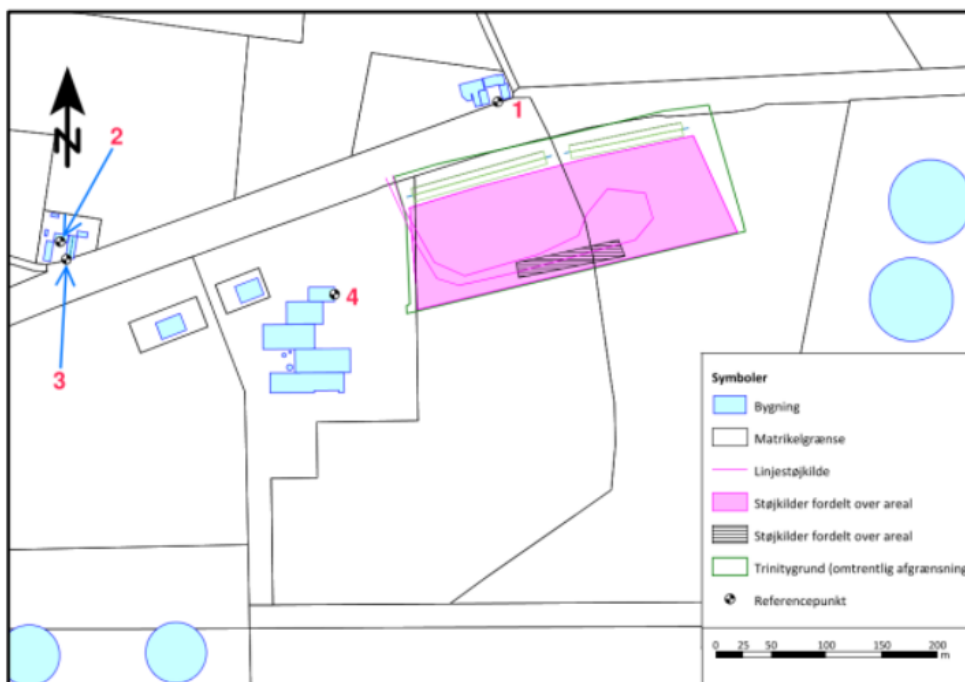 1
N
2
3
4
Symboler
Bygning
Matrikelgrænse
Linjestøjkilde
Støjkilder fordelt over areal
Støjkilder fordelt over areal
Trinitygrund (omtrentlig afgrænsning
Referencepunkt
0 25 50 100 150 200
m